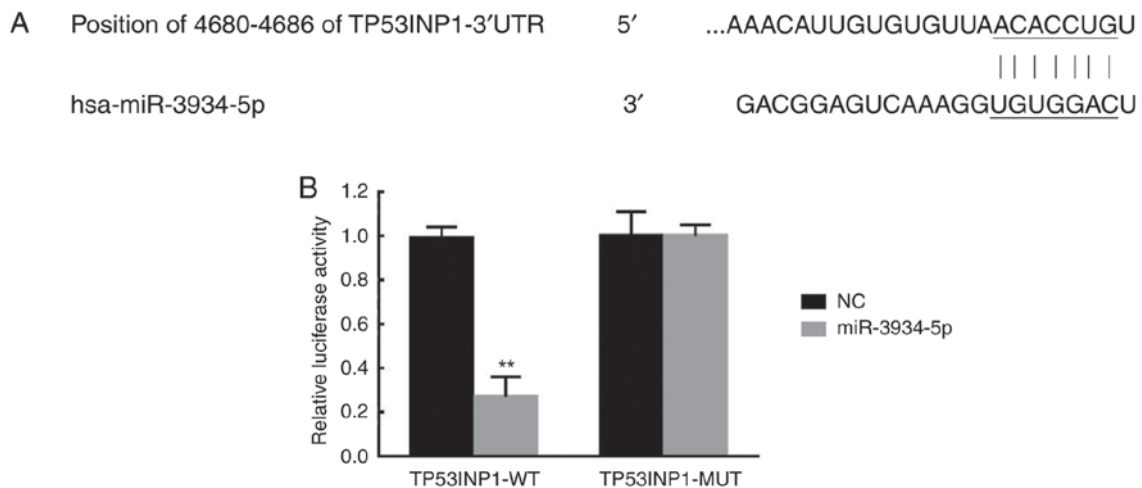 A Position of 4680-4686 of TP53INP1-3′UTR 5′ ...AAACAUUGUGUGUUAACACCUGU
hsa-miR-3934-5p 3′ GACGGAGUCAAAGGUGUGGACU
B
Relative luciferase activity
1.2
1.0
0.8
0.6
0.4
0.2
0.0
**
TP53INP1-WT TP53INP1-MUT
NC
miR-3934-5p